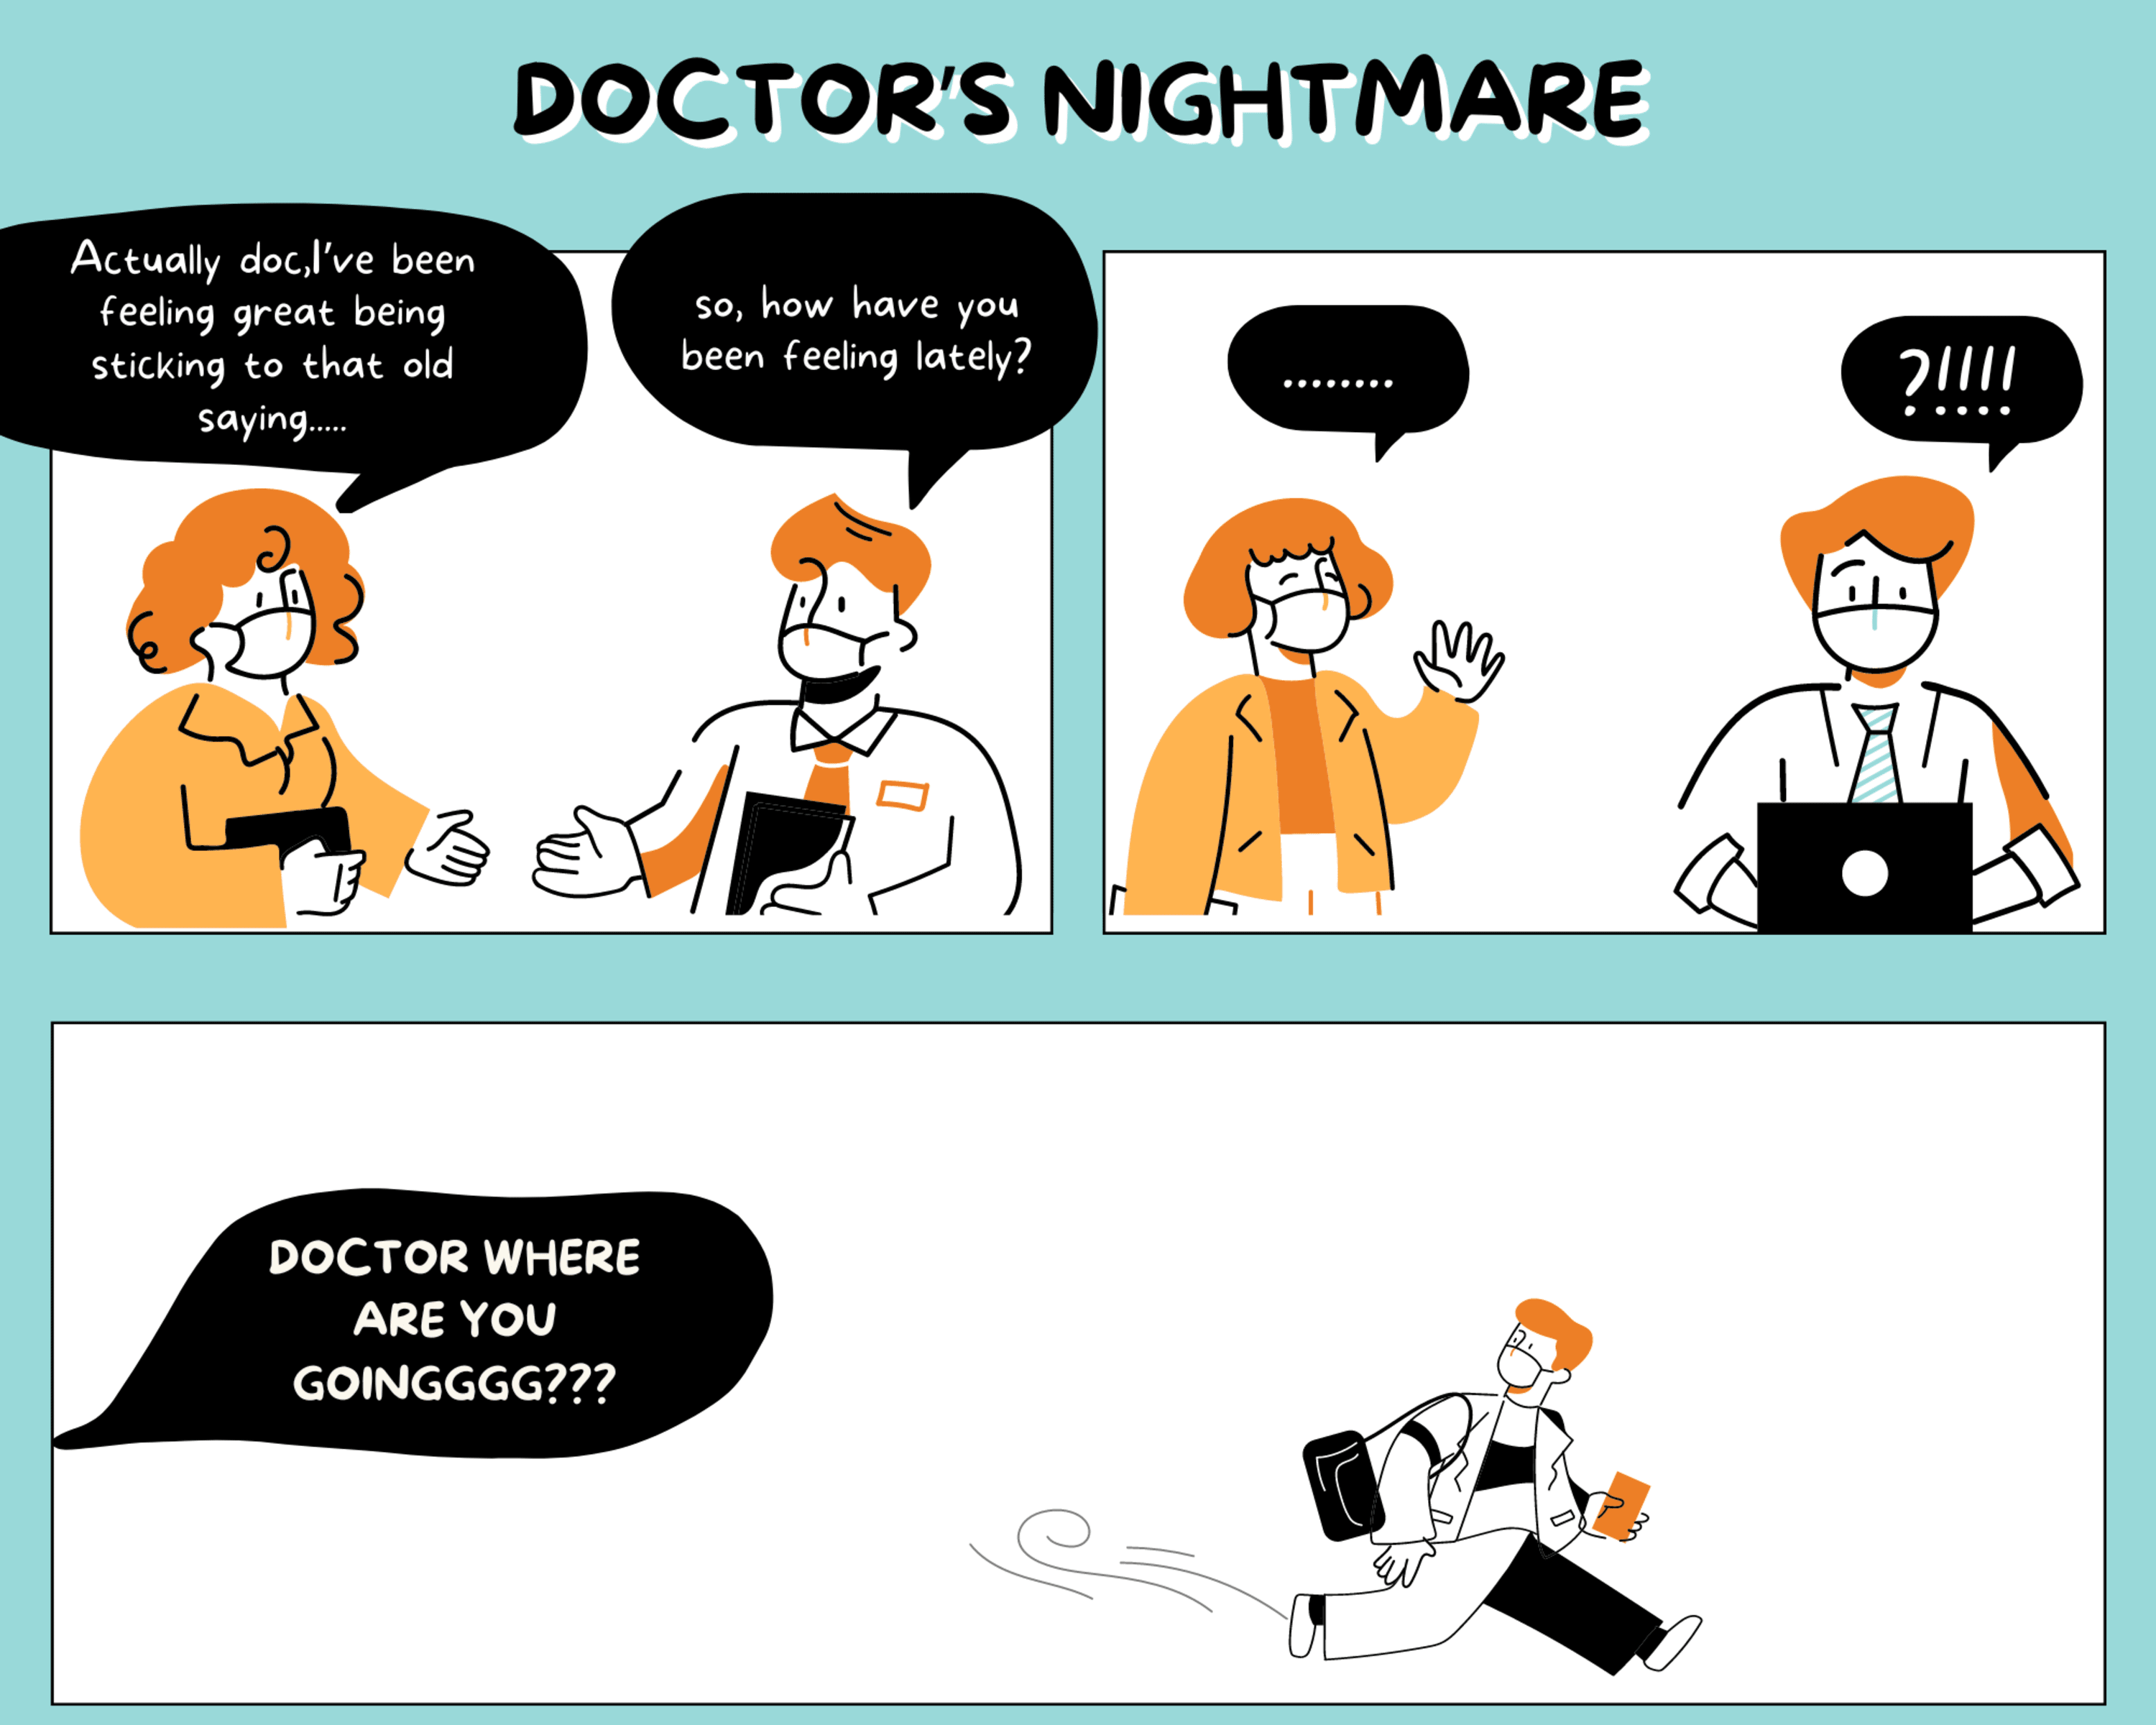 DOCTOR'S NIGHTMARE
Actually doc,I've been
feeling great being
sticking to that old
saying.....
so, how have you
been feeling lately?
........
?!!!!
DOCTOR WHERE
ARE YOU
GOINGGGG???